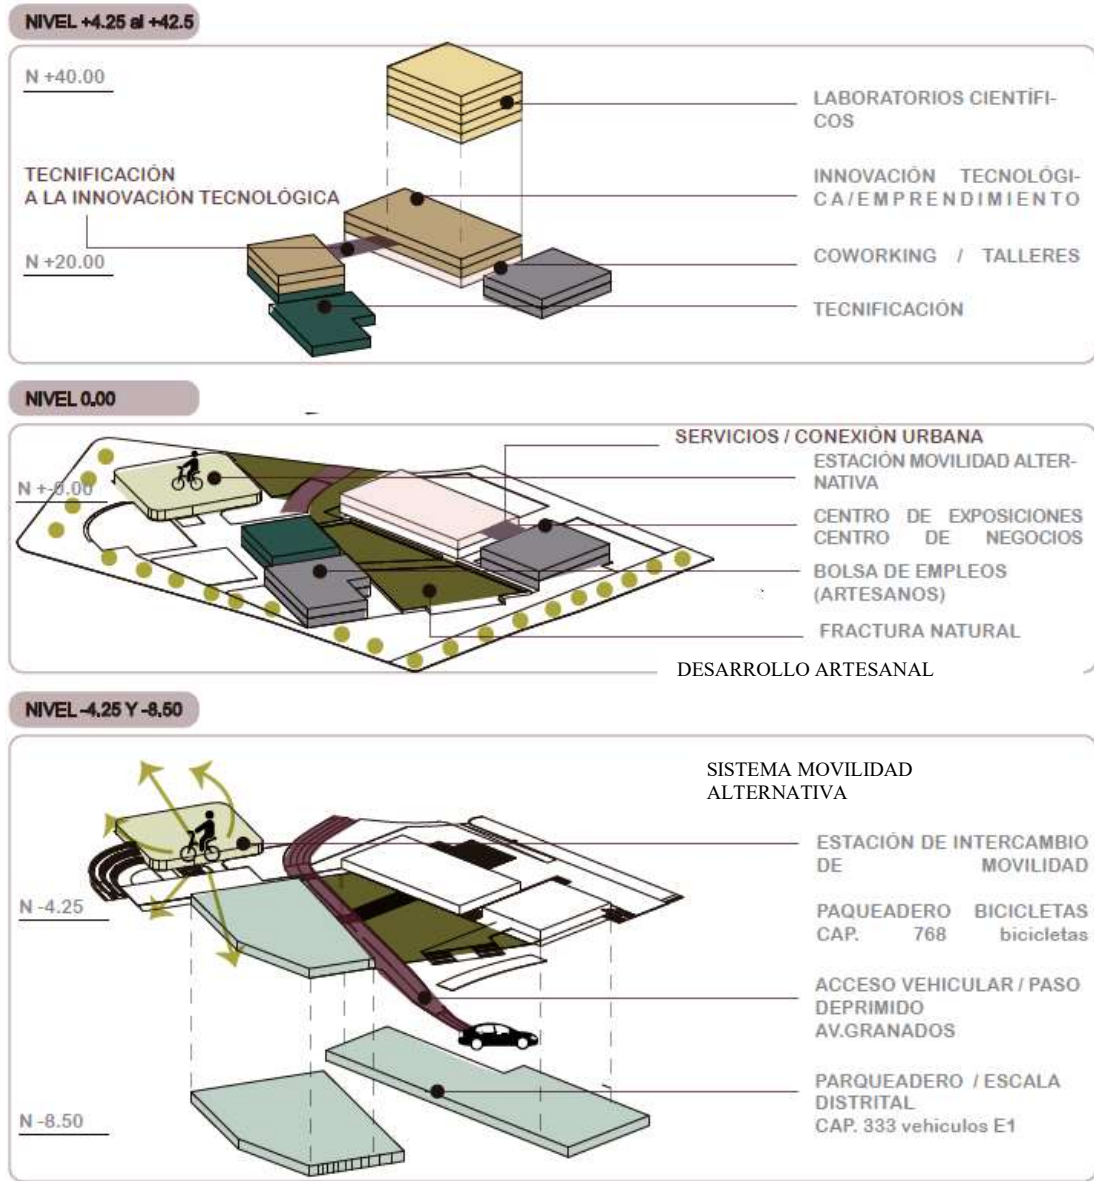 NIVEL +4.25 al +42.5
N +40.00
LABORATORIOS CIENTÍFI-
COS
TECNIFICACIÓN
A LA INNOVACIÓN TECNOLÓGICA
INNOVACIÓN TECNOLÓGI-
CA/EMPRENDIMIENTO
N +20.00
COWORKING / TALLERES
TECNIFICACIÓN
NIVEL 0.00
SERVICIOS / CONEXIÓN URBANA
ESTACIÓN MOVILIDAD ALTER-
NATIVA
N +-0.00
CENTRO DE EXPOSICIONES
CENTRO DE NEGOCIOS
BOLSA DE EMPLEOS
(ARTESANOS)
FRACTURA NATURAL
DESARROLLO ARTESANAL
NIVEL -4.25 Y -8.50
SISTEMA MOVILIDAD
ALTERNATIVA
ESTACIÓN DE INTERCAMBIO
DE MOVILIDAD
N -4.25
PAQUEADERO BICICLETAS
CAP. 768 bicicletas
ACCESO VEHICULAR / PASO
DEPRIMIDO
AV.GRANADOS
PARQUEADERO / ESCALA
DISTRITAL
CAP. 333 vehiculos E1
N -8.50